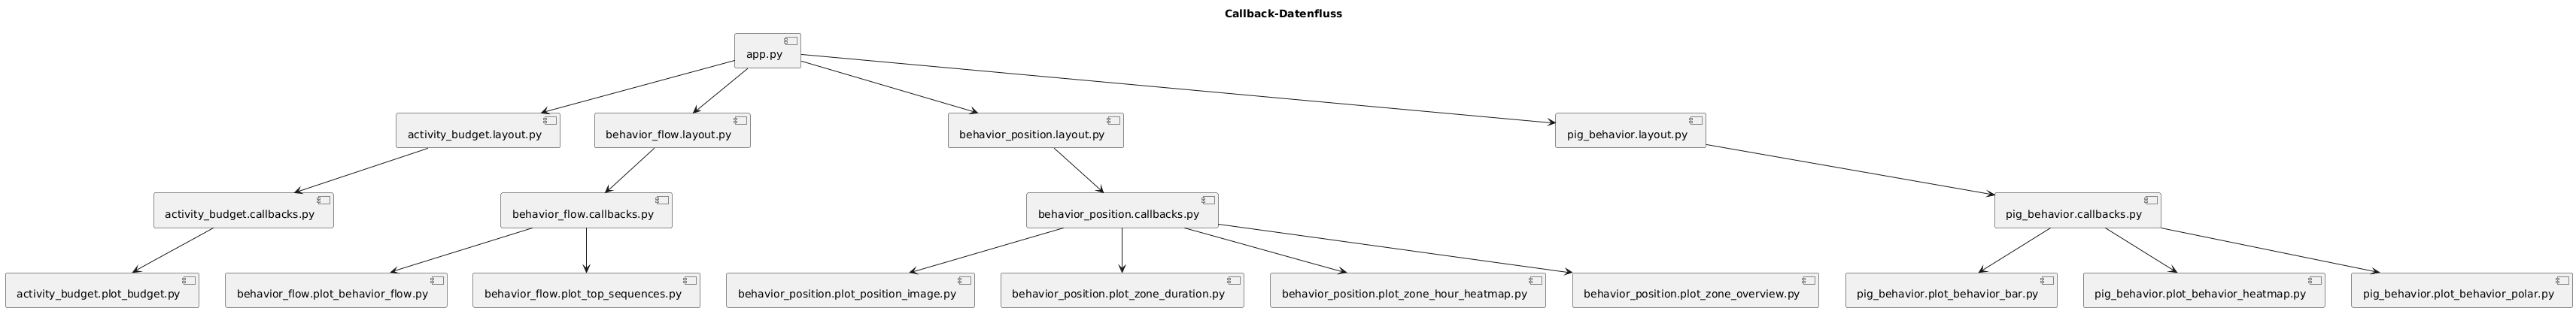 Callback-Datenfluss
app.py
activity_budget.layout.py
behavior_flow.layout.py
behavior_position.layout.py
pig_behavior.layout.py
activity_budget.callbacks.py
behavior_flow.callbacks.py
behavior_position.callbacks.py
pig_behavior.callbacks.py
activity_budget.plot_budget.py
behavior_flow.plot_behavior_flow.py
behavior_flow.plot_top_sequences.py
behavior_position.plot_position_image.py
behavior_position.plot_zone_duration.py
behavior_position.plot_zone_hour_heatmap.py
behavior_position.plot_zone_overview.py
pig_behavior.plot_behavior_bar.py
pig_behavior.plot_behavior_heatmap.py
pig_behavior.plot_behavior_polar.py